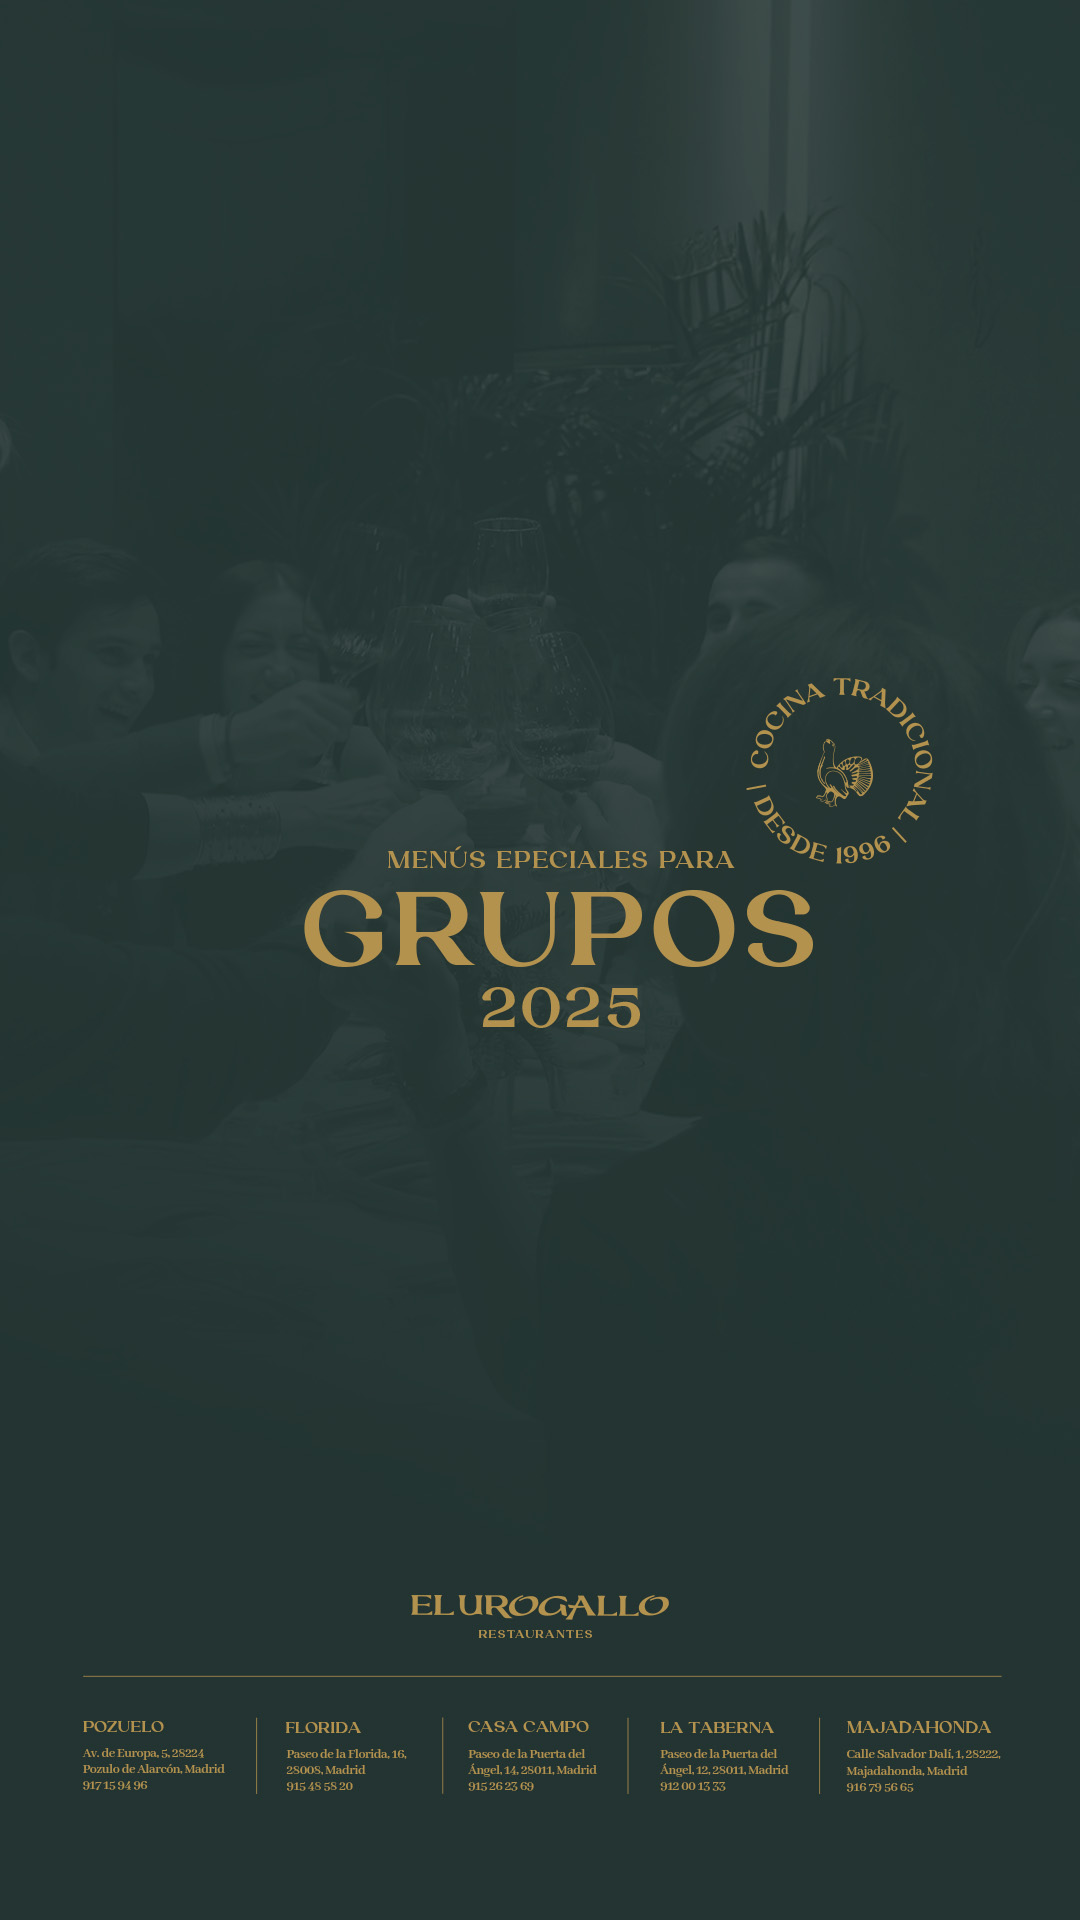 | COCINA TRADICIONAL | DESDE 1996
MENÚS EPECIALES PARA
GRUPOS
2025
EL UROGALLO
RESTAURANTES
POZUELO
Av. de Europa, 5, 28224
Pozulo de Alarcón, Madrid
917 15 94 96
FLORIDA
Paseo de la Florida, 16,
28008, Madrid
915 48 58 20
CASA CAMPO
Paseo de la Puerta del
Ángel, 14, 28011, Madrid
915 26 23 69
LA TABERNA
Paseo de la Puerta del
Ángel, 12, 28011, Madrid
912 00 13 33
MAJADAHONDA
Calle Salvador Dalí, 1, 28222,
Majadahonda, Madrid
916 79 56 65